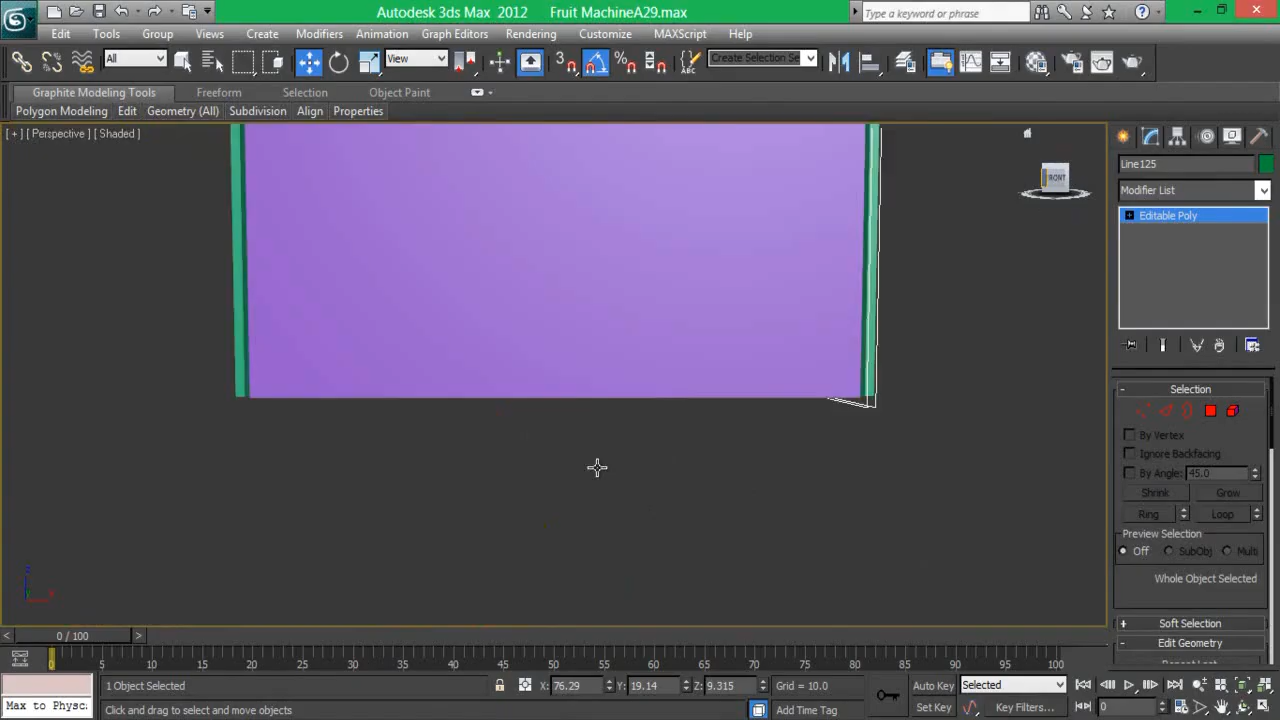 Autodesk 3ds Max 2012 Fruit MachineA29.max
Type a keyword or phrase
Edit Tools Group Views Create Modifiers Animation Graph Editors Rendering Customize MAXScript Help
All View 3 Create Selection Se
Graphite Modeling Tools Freeform Selection Object Paint
Polygon Modeling Edit Geometry (All) Subdivision Align Properties
[ + ] [ Perspective ] [ Shaded ]
FRONT
Line125
Modifier List
Editable Poly
- Selection
By Vertex
Ignore Backfacing
By Angle: 45.0
Shrink Grow
Ring Loop
Preview Selection
Off SubObj Multi
Whole Object Selected
+ Soft Selection
- Edit Geometry
Repeat Last
z
x
< 0 / 100 >
0 5 10 15 20 25 30 35 40 45 50 55 60 65 70 75 80 85 90 95 100
1 Object Selected X: 76.29 Y: 19.14 Z: 9.315 Grid = 10.0 Auto Key Selected
Max to Physc Click and drag to select and move objects Add Time Tag Set Key Key Filters... 0